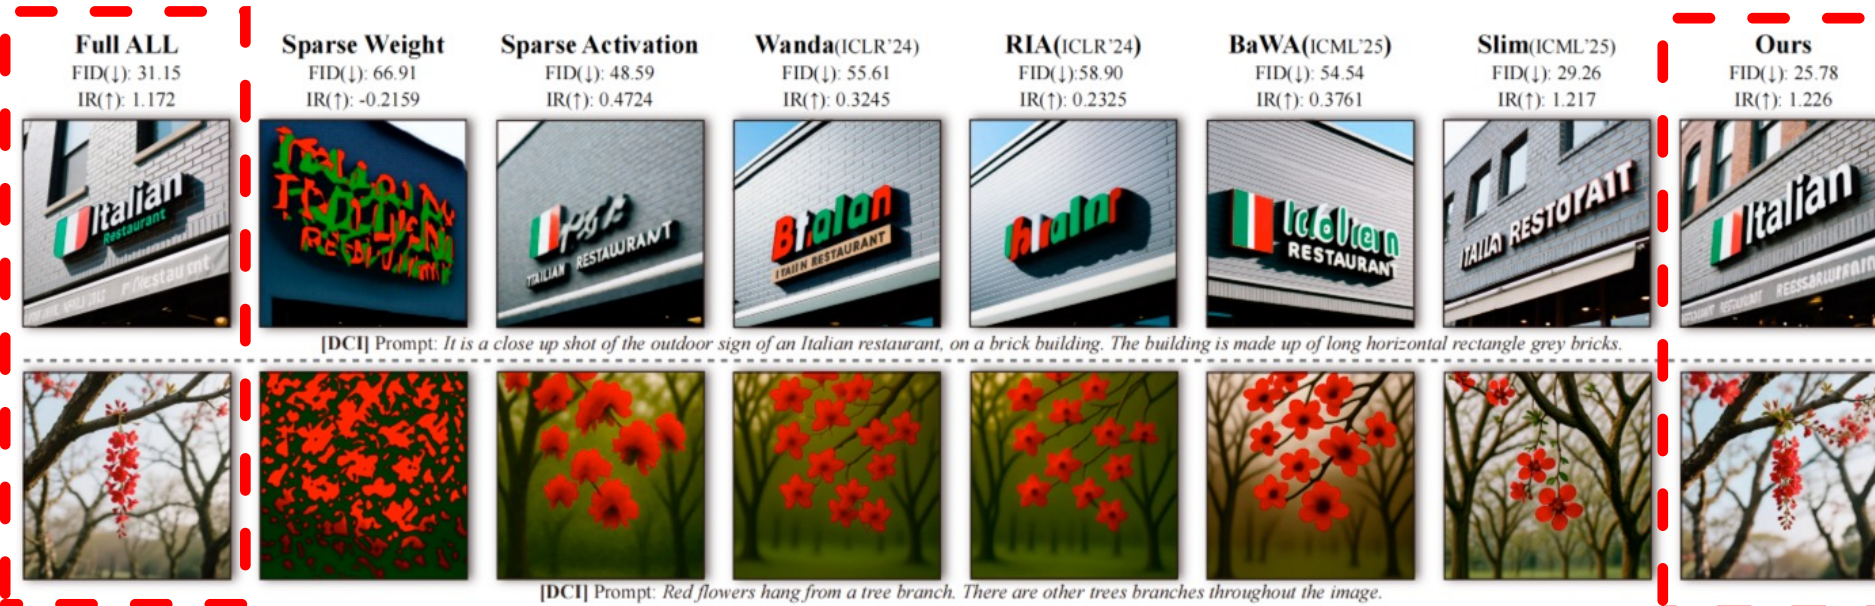 Full ALL
FID(↓): 31.15
IR(↑): 1.172
Sparse Weight
FID(↓): 66.91
IR(↑): -0.2159
Sparse Activation
FID(↓): 48.59
IR(↑): 0.4724
Wanda(ICLR'24)
FID(↓): 55.61
IR(↑): 0.3245
RIA(ICLR'24)
FID(↓):58.90
IR(↑): 0.2325
BaWA(ICML'25)
FID(↓): 54.54
IR(↑): 0.3761
Slim(ICML'25)
FID(↓): 29.26
IR(↑): 1.217
Ours
FID(↓): 25.78
IR(↑): 1.226
Italian
Restaurant
Italian
[DCI] Prompt: It is a close up shot of the outdoor sign of an Italian restaurant, on a brick building. The building is made up of long horizontal rectangle grey bricks.
[DCI] Prompt: Red flowers hang from a tree branch. There are other trees branches throughout the image.